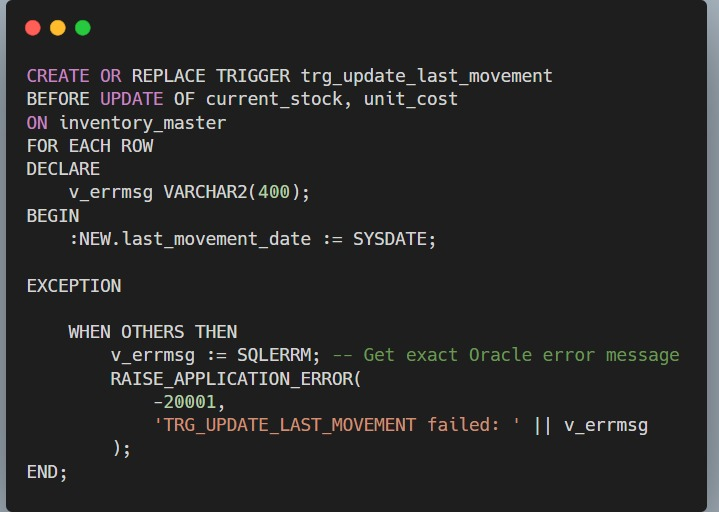 CREATE OR REPLACE TRIGGER trg_update_last_movement
BEFORE UPDATE OF current_stock, unit_cost
ON inventory_master
FOR EACH ROW
DECLARE
    v_errmsg VARCHAR2(400);
BEGIN
    :NEW.last_movement_date := SYSDATE;

EXCEPTION

    WHEN OTHERS THEN
        v_errmsg := SQLERRM; -- Get exact Oracle error message
        RAISE_APPLICATION_ERROR(
            -20001,
            'TRG_UPDATE_LAST_MOVEMENT failed: ' || v_errmsg
        );
END;